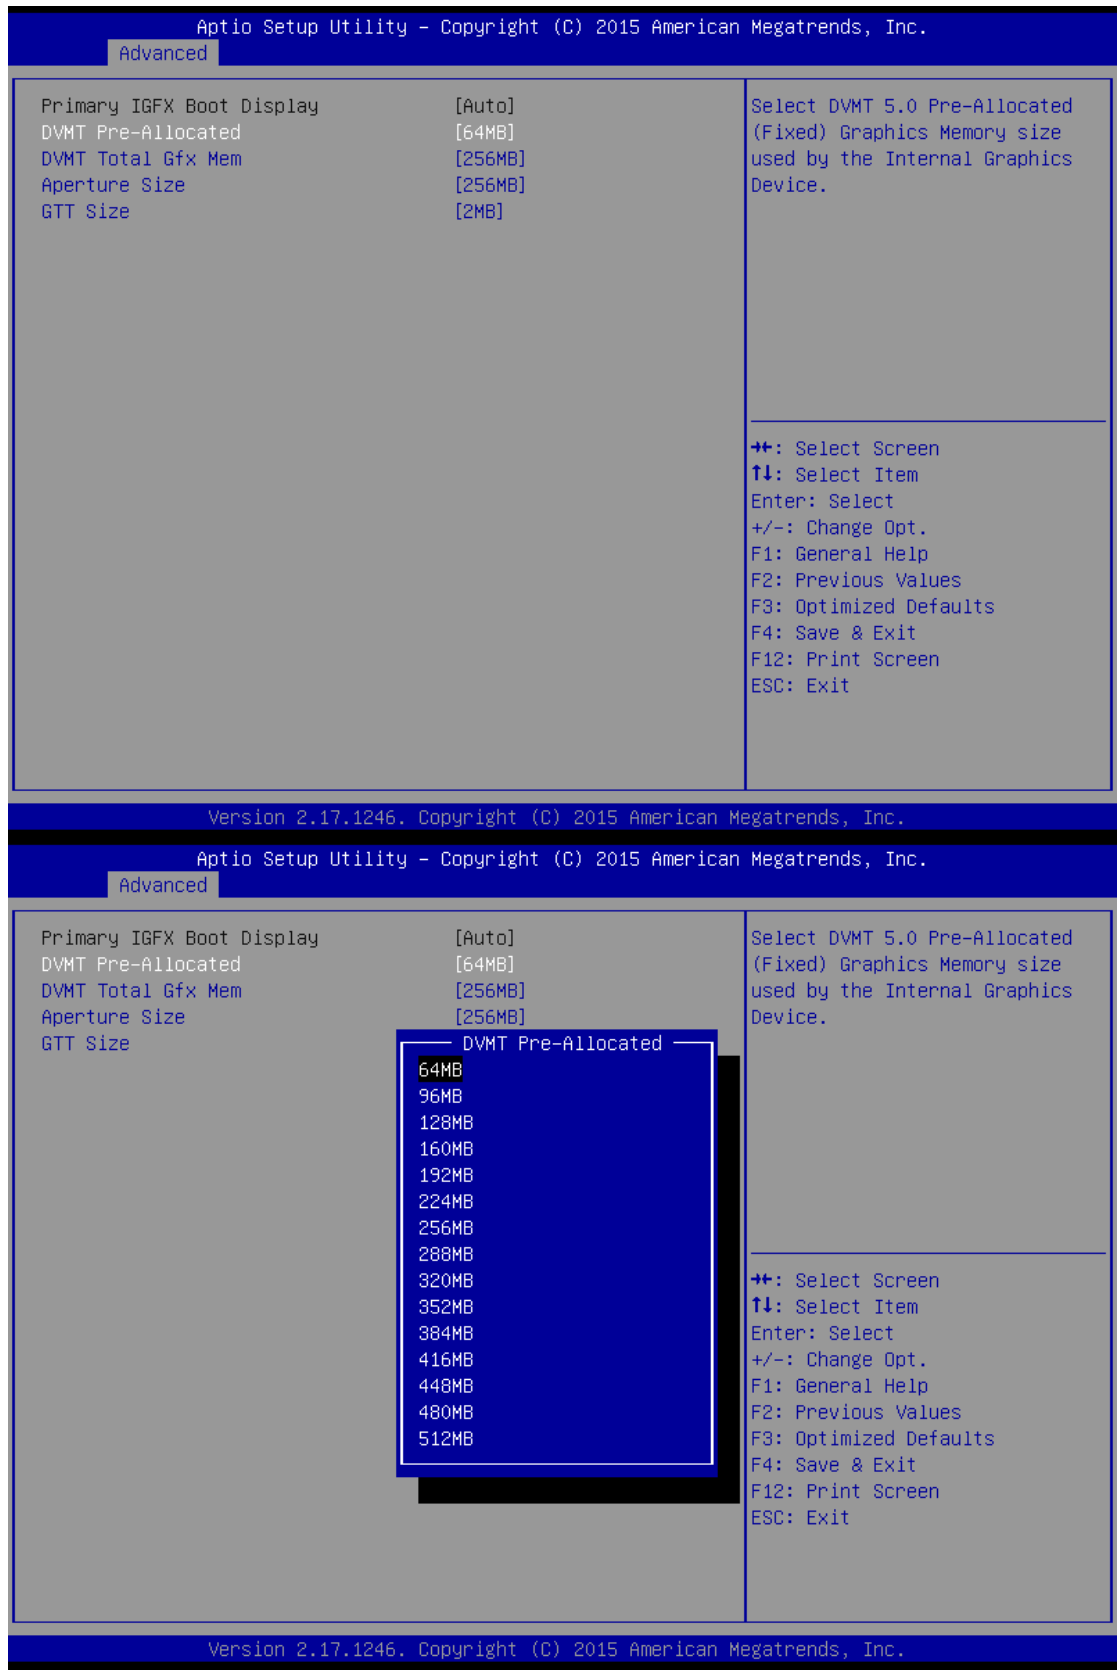 Aptio Setup Utility – Copyright (C) 2015 American Megatrends, Inc.
Advanced
Primary IGFX Boot Display [Auto]
DVMT Pre-Allocated [64MB]
DVMT Total Gfx Mem [256MB]
Aperture Size [256MB]
GTT Size [2MB]
Select DVMT 5.0 Pre-Allocated
(Fixed) Graphics Memory size
used by the Internal Graphics
Device.
→←: Select Screen
↑↓: Select Item
Enter: Select
+/-: Change Opt.
F1: General Help
F2: Previous Values
F3: Optimized Defaults
F4: Save & Exit
F12: Print Screen
ESC: Exit
Version 2.17.1246. Copyright (C) 2015 American Megatrends, Inc.
Aptio Setup Utility – Copyright (C) 2015 American Megatrends, Inc.
Advanced
Primary IGFX Boot Display [Auto]
DVMT Pre-Allocated [64MB]
DVMT Total Gfx Mem [256MB]
Aperture Size [256MB]
GTT Size
DVMT Pre-Allocated
64MB
96MB
128MB
160MB
192MB
224MB
256MB
288MB
320MB
352MB
384MB
416MB
448MB
480MB
512MB
Select DVMT 5.0 Pre-Allocated
(Fixed) Graphics Memory size
used by the Internal Graphics
Device.
→←: Select Screen
↑↓: Select Item
Enter: Select
+/-: Change Opt.
F1: General Help
F2: Previous Values
F3: Optimized Defaults
F4: Save & Exit
F12: Print Screen
ESC: Exit
Version 2.17.1246. Copyright (C) 2015 American Megatrends, Inc.